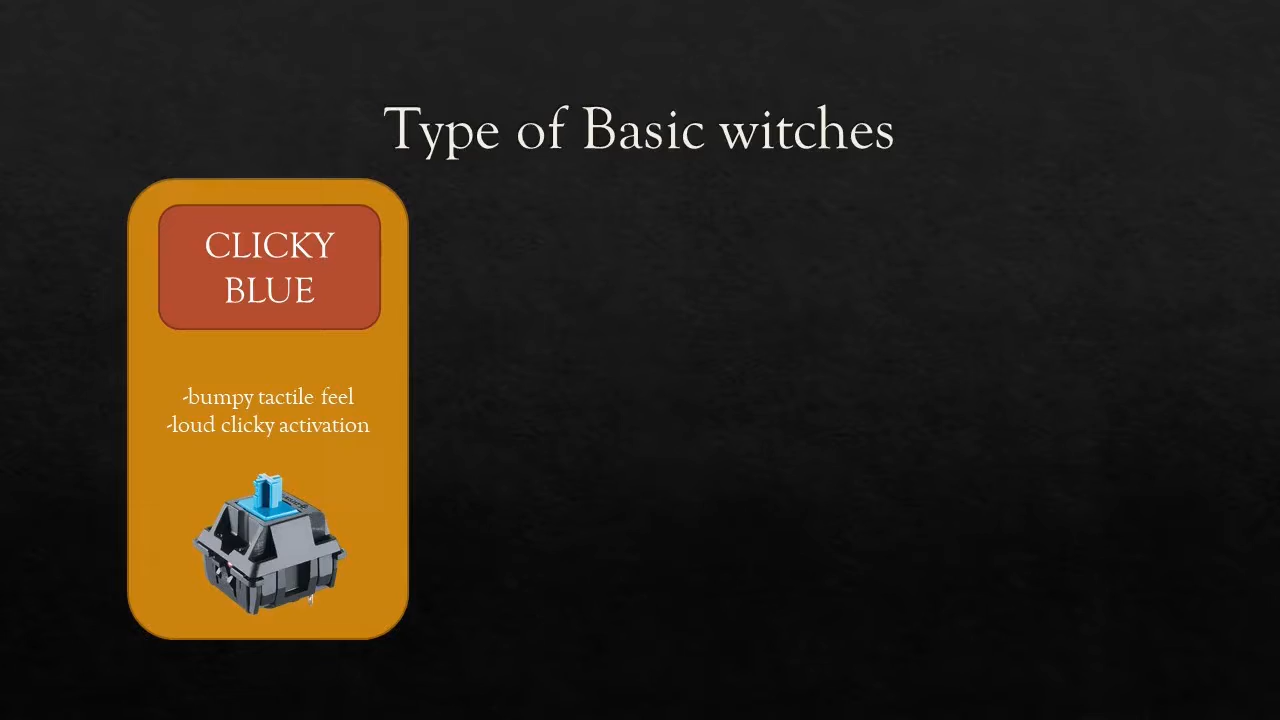 Type of Basic witches
CLICKY
BLUE
-bumpy tactile feel
-loud clicky activation